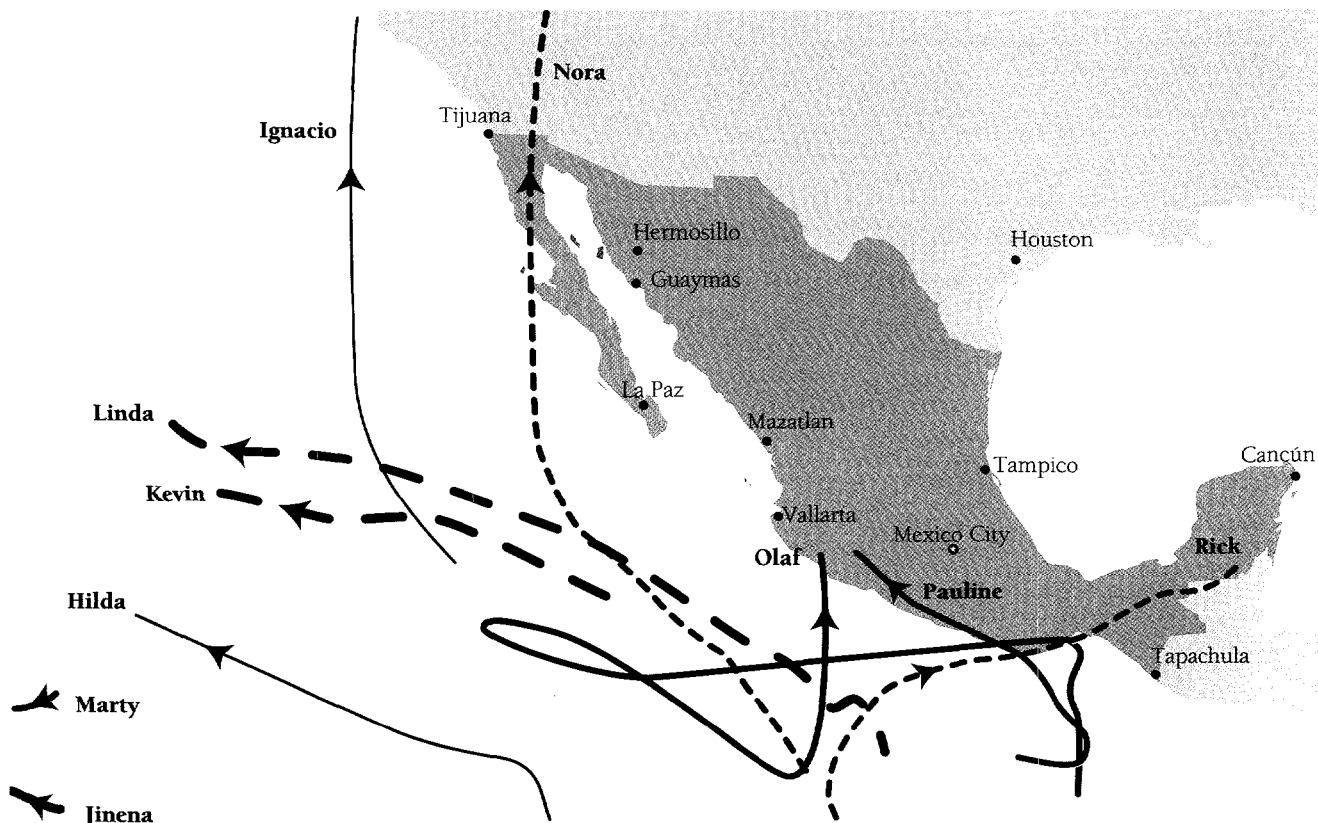 Nora
Tijuana
Ignacio
Hermosillo
Houston
Guaymas
La Paz
Linda
Mazatlan
Cancún
Tampico
Kevin
Vallarta
Mexico City
Olaf
Rick
Pauline
Hilda
Tapachula
Marty
Jinena